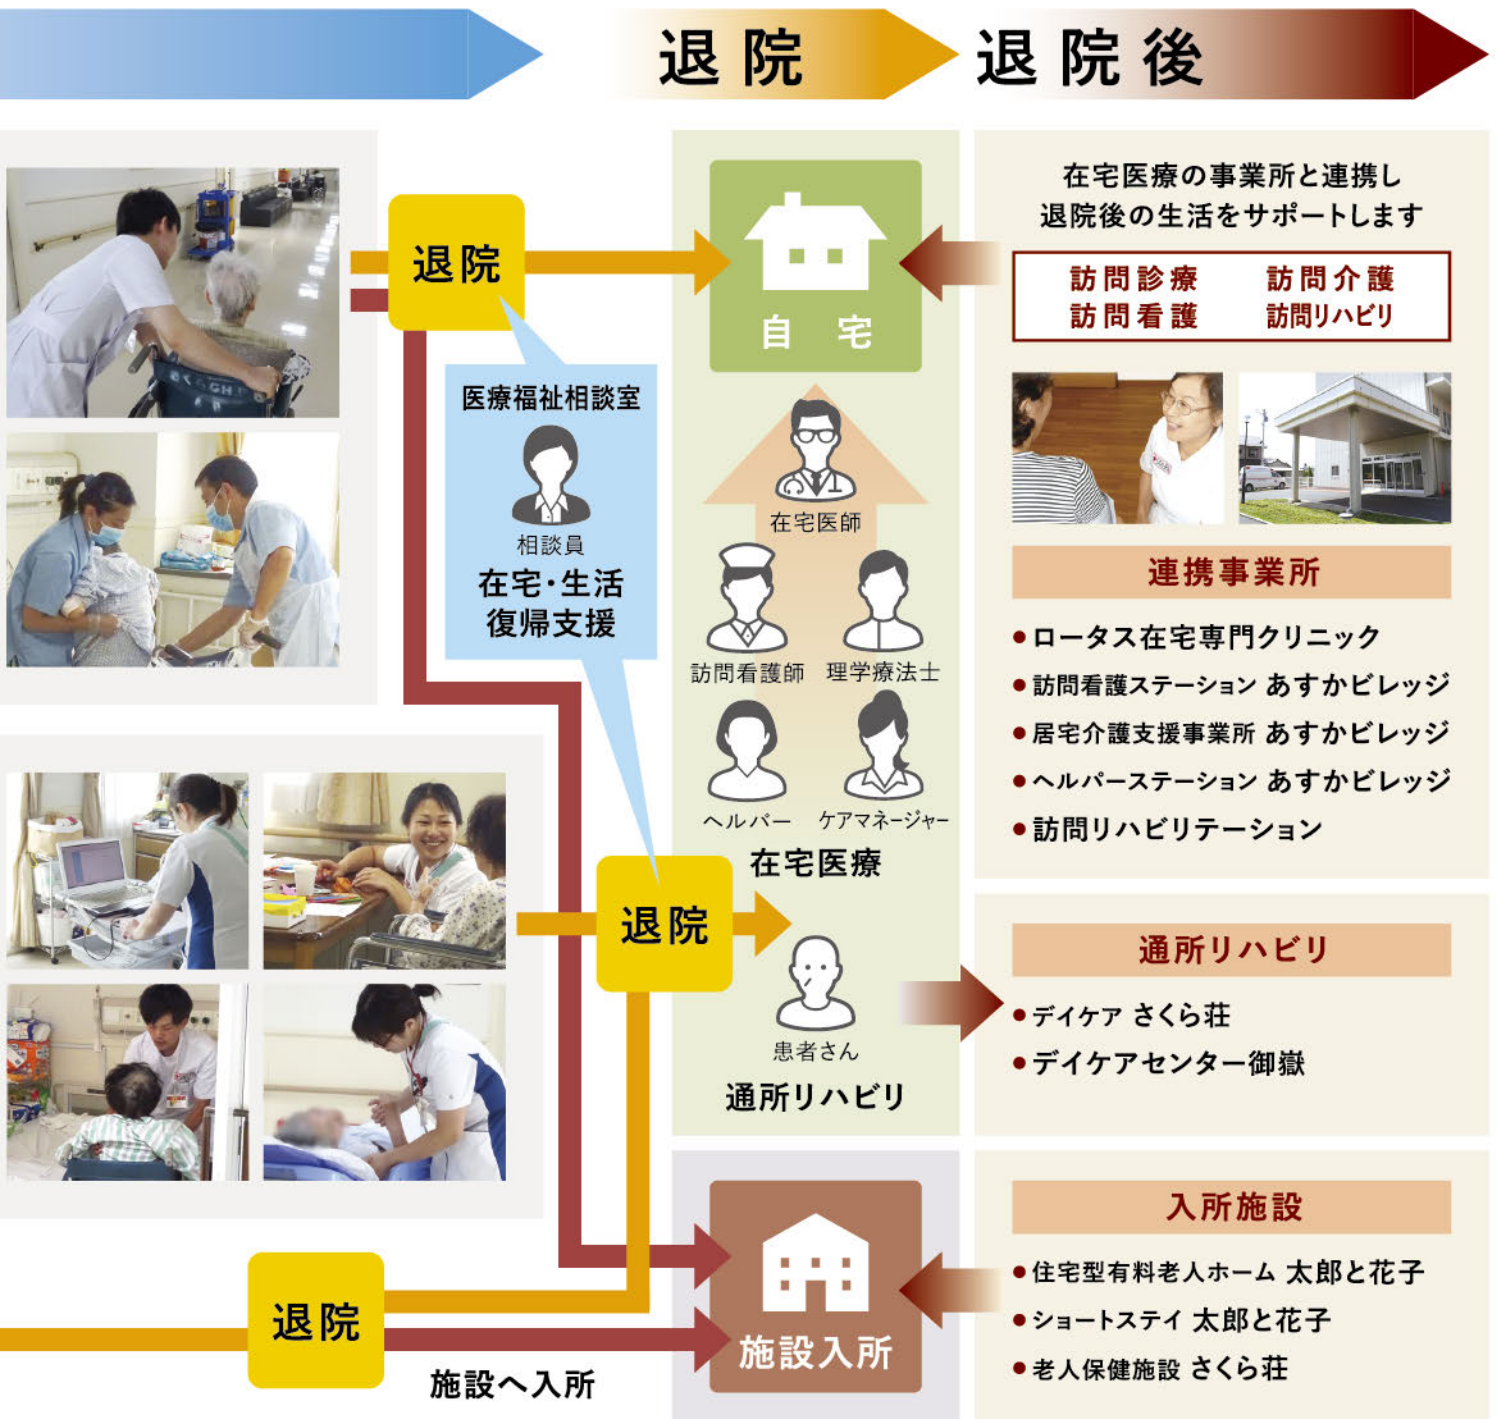 退院
退院後
退院
自宅
医療福祉相談室
相談員
在宅・生活
復帰支援
在宅医師
訪問看護師 理学療法士
ヘルパー ケアマネージャー
在宅医療
退院
患者さん
通所リハビリ
退院
施設へ入所
施設入所
在宅医療の事業所と連携し
退院後の生活をサポートします
訪問診療 訪問介護
訪問看護 訪問リハビリ
連携事業所
●ロータス在宅専門クリニック
●訪問看護ステーション あすかビレッジ
●居宅介護支援事業所 あすかビレッジ
●ヘルパーステーション あすかビレッジ
●訪問リハビリテーション
通所リハビリ
●デイケア さくら荘
●デイケアセンター御嶽
入所施設
●住宅型有料老人ホーム 太郎と花子
●ショートステイ 太郎と花子
●老人保健施設 さくら荘